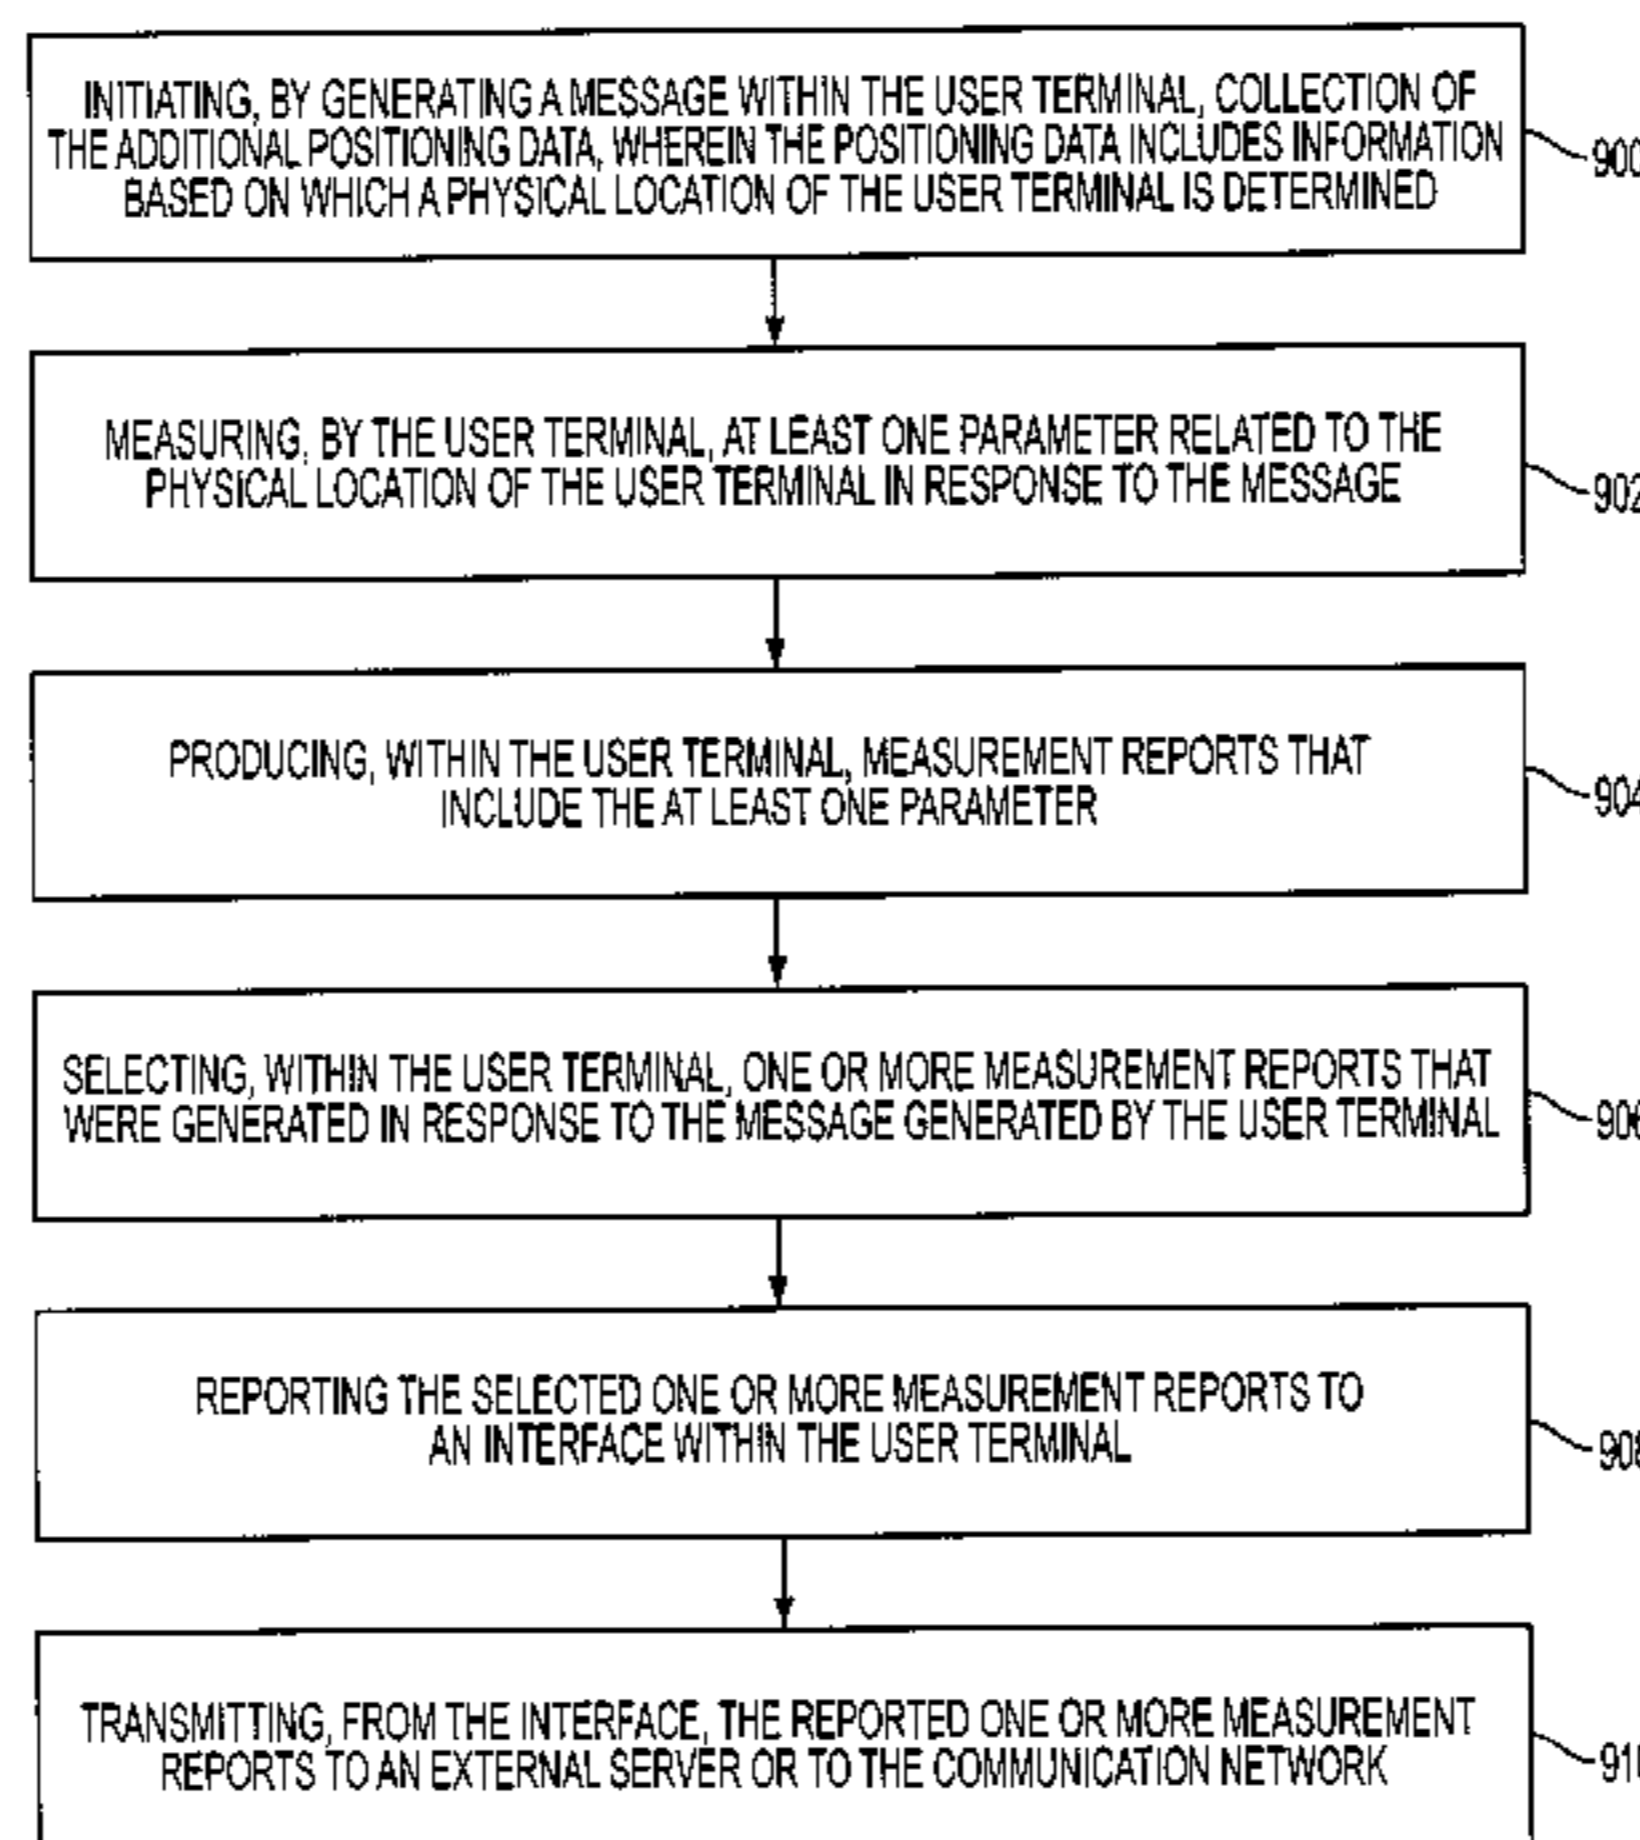 INITIATING, BY GENERATING A MESSAGE WITHIN THE USER TERMINAL, COLLECTION OF
THE ADDITIONAL POSITIONING DATA, WHEREIN THE POSITIONING DATA INCLUDES INFORMATION
BASED ON WHICH A PHYSICAL LOCATION OF THE USER TERMINAL IS DETERMINED
900
MEASURING, BY THE USER TERMINAL, AT LEAST ONE PARAMETER RELATED TO THE
PHYSICAL LOCATION OF THE USER TERMINAL IN RESPONSE TO THE MESSAGE
902
PRODUCING, WITHIN THE USER TERMINAL, MEASUREMENT REPORTS THAT
INCLUDE THE AT LEAST ONE PARAMETER
904
SELECTING, WITHIN THE USER TERMINAL, ONE OR MORE MEASUREMENT REPORTS THAT
WERE GENERATED IN RESPONSE TO THE MESSAGE GENERATED BY THE USER TERMINAL
906
REPORTING THE SELECTED ONE OR MORE MEASUREMENT REPORTS TO
AN INTERFACE WITHIN THE USER TERMINAL
908
TRANSMITTING, FROM THE INTERFACE, THE REPORTED ONE OR MORE MEASUREMENT
REPORTS TO AN EXTERNAL SERVER OR TO THE COMMUNICATION NETWORK
910